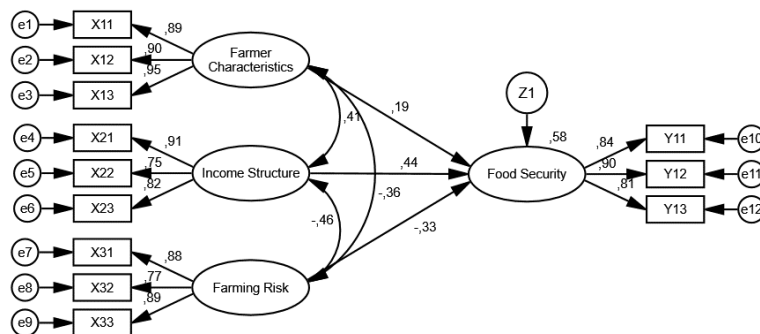 e1
X11
,89
e2
X12
,90
e3
X13
,95
Farmer
Characteristics
e4
X21
,91
e5
X22
,75
e6
X23
,82
Income Structure
e7
X31
,88
e8
X32
,77
e9
X33
,89
Farming Risk
,41
-,36
-,46
,19
,44
-,33
Z1
,58
Food Security
,84
Y11
e10
,90
Y12
e11
,81
Y13
e12